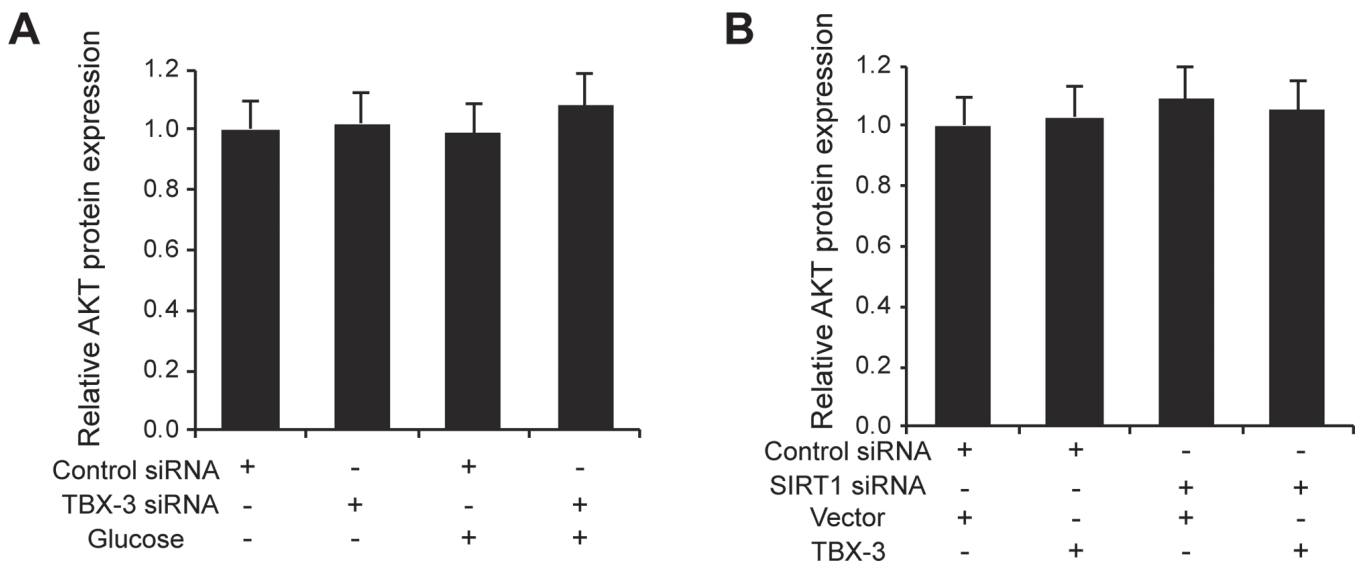 A
Relative AKT protein expression
1.2
1.0
0.8
0.6
0.4
0.2
0.0
Control siRNA + - + -
TBX-3 siRNA - + - +
Glucose - - + +
B
Relative AKT protein expression
1.2
1.0
0.8
0.6
0.4
0.2
0.0
Control siRNA + + - -
SIRT1 siRNA - - + +
Vector + - + -
TBX-3 - + - +